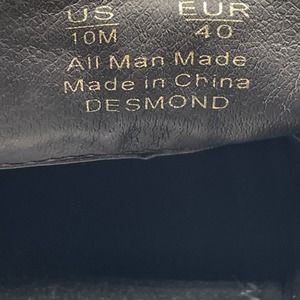 US EUR
10M 40
All Man Made
Made in China
DESMOND